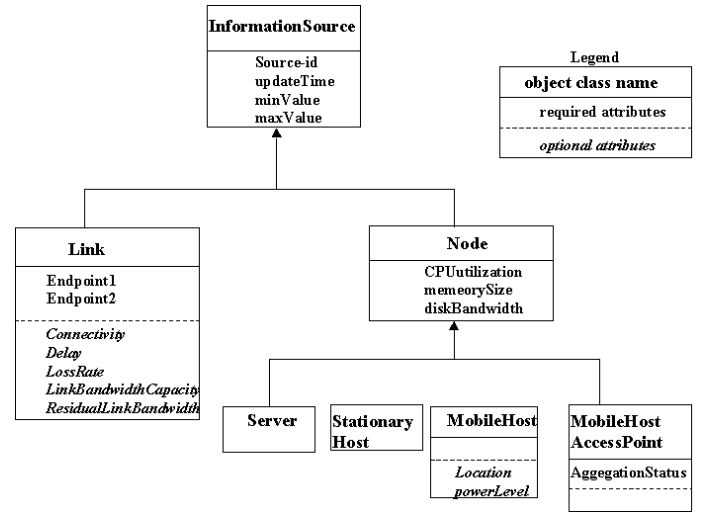 InformationSource
Source-id
updateTime
minValue
maxValue
Legend
object class name
required attributes
optional attributes
Link
Endpoint1
Endpoint2
Connectivity
Delay
LossRate
LinkBandwidthCapacity
ResidualLinkBandwidth
Node
CPUutilization
memeorySize
diskBandwidth
Server
Stationary
Host
MobileHost
Location
powerLevel
MobileHost
AccessPoint
AggegationStatus